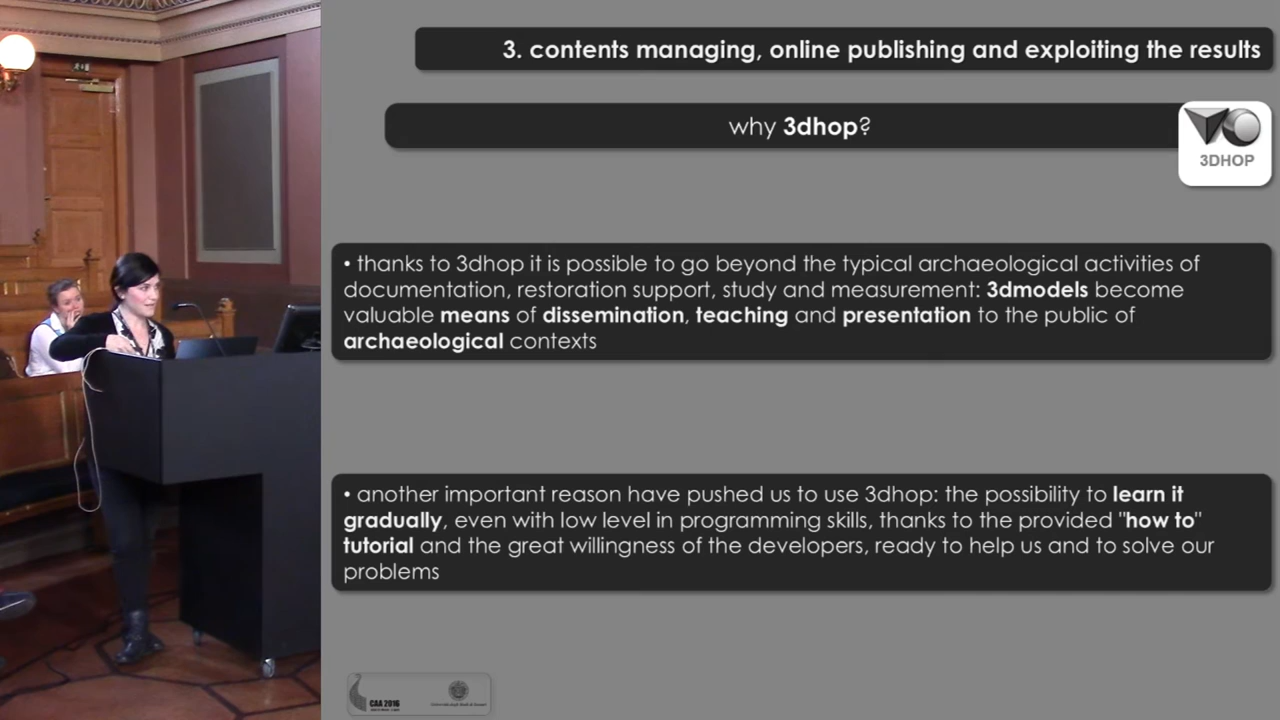 3. contents managing, online publishing and exploiting the results
why 3dhop?
3DHOP
• thanks to 3dhop it is possible to go beyond the typical archaeological activities of
documentation, restoration support, study and measurement: 3dmodels become
valuable means of dissemination, teaching and presentation to the public of
archaeological contexts
• another important reason have pushed us to use 3dhop: the possibility to learn it
gradually, even with low level in programming skills, thanks to the provided "how to"
tutorial and the great willingness of the developers, ready to help us and to solve our
problems
CAA 2016